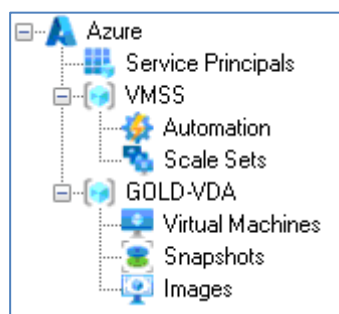 Azure
Service Principals
VMSS
Automation
Scale Sets
GOLD-VDA
Virtual Machines
Snapshots
Images